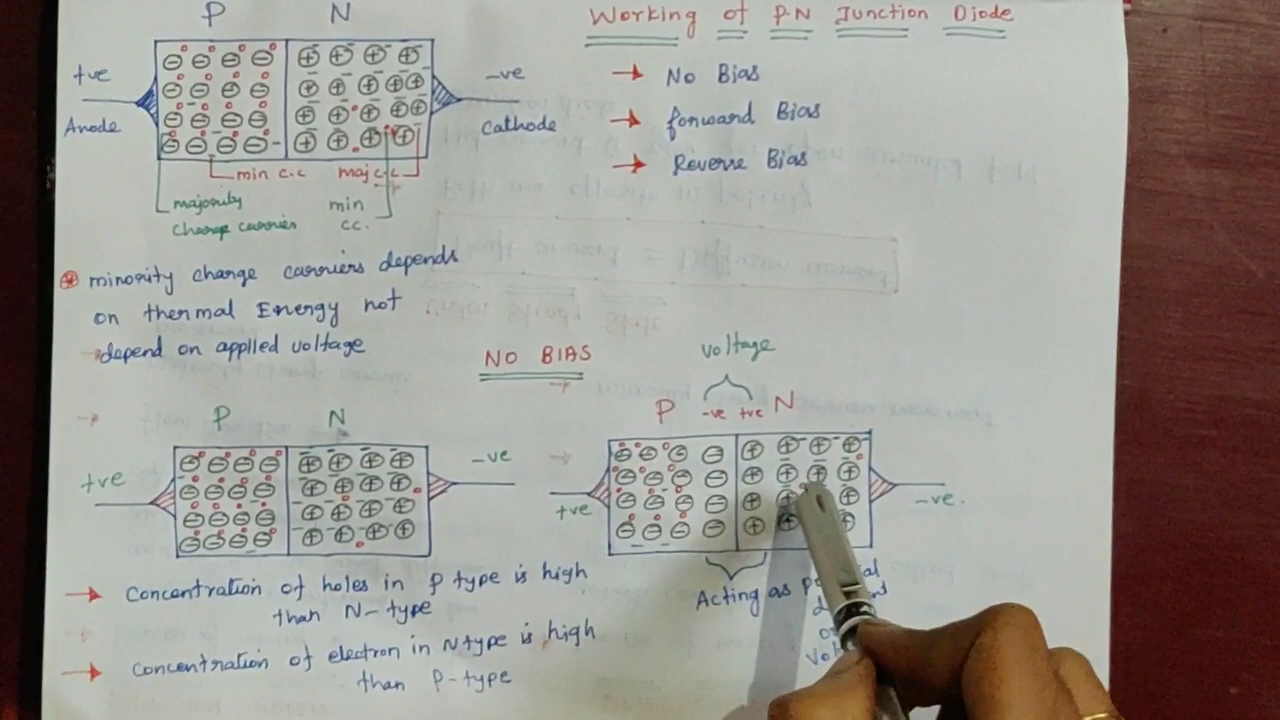 P N
+ve
Anode
-ve
Cathode
min c.c
maj c.c
majority
charge carrier
min
cc.
Working of P-N Junction Diode
→ No Bias
→ forward Bias
→ Reverse Bias
⊛ minority charge carriers depends
on thermal Energy not
depend on applied voltage
NO BIAS
P N
+ve
-ve
voltage
P -ve +ve N
+ve
-ve.
Acting as
→ Concentration of holes in P type is high
than N-type
→ Concentration of electron in N type is high
than P-type